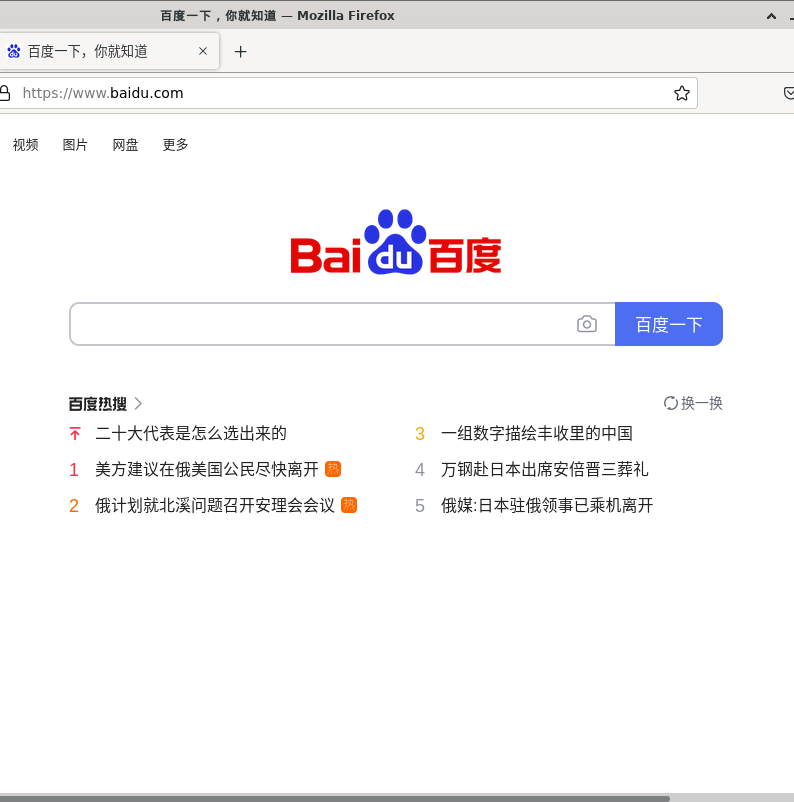 百度一下，你就知道 — Mozilla Firefox
百度一下，你就知道
https://www.baidu.com
视频 图片 网盘 更多
Bai du 百度
百度一下
百度热搜 换一换
二十大代表是怎么选出来的
1 美方建议在俄美国公民尽快离开 热
2 俄计划就北溪问题召开安理会会议 热
3 一组数字描绘丰收里的中国
4 万钢赴日本出席安倍晋三葬礼
5 俄媒:日本驻俄领事已乘机离开